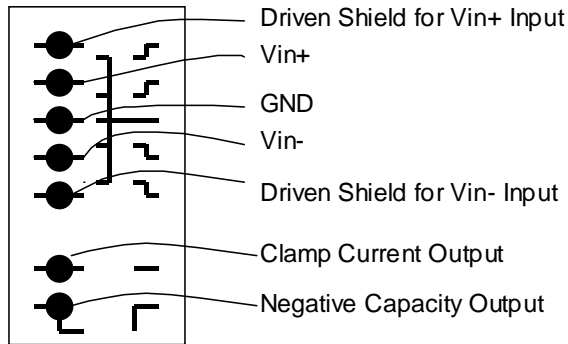 Driven Shield for Vin+ Input
Vin+
GND
Vin-
Driven Shield for Vin- Input
Clamp Current Output
Negative Capacity Output